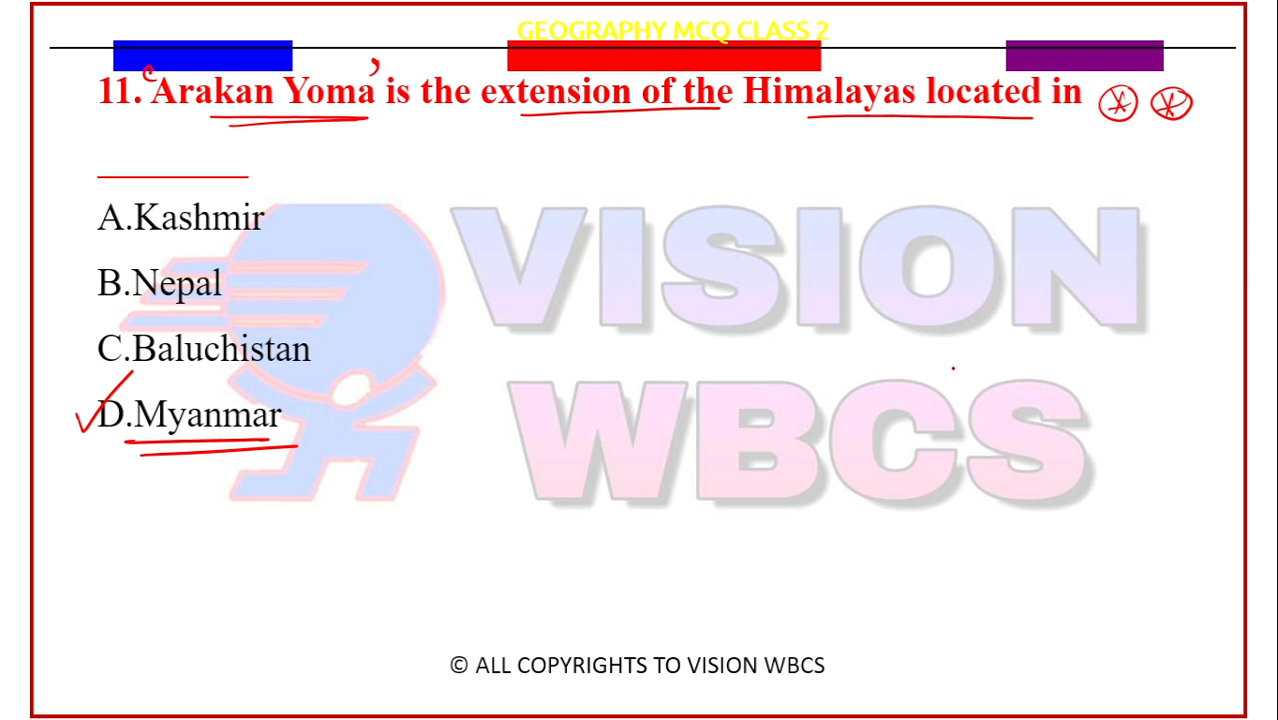 GEOGRAPHY MCQ CLASS 2
11. ‘Arakan Yoma’ is the extension of the Himalayas located in
A.Kashmir
B.Nepal
C.Baluchistan
D.Myanmar
VISION
WBCS
© ALL COPYRIGHTS TO VISION WBCS